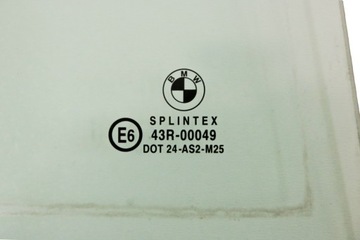 BMW
SPLINTEX
E6 43R-00049
DOT 24-AS2-M25